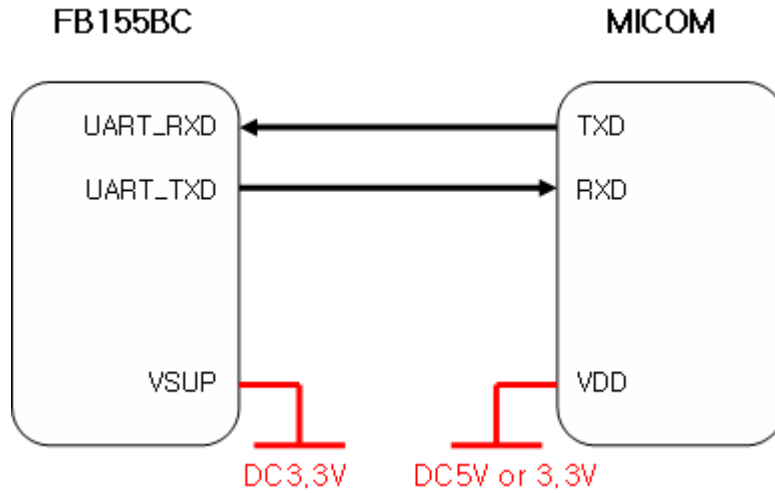 FB155BC
MICOM
UART_RXD
TXD
UART_TXD
RXD
VSUP
VDD
DC3,3V
DC5V or 3,3V